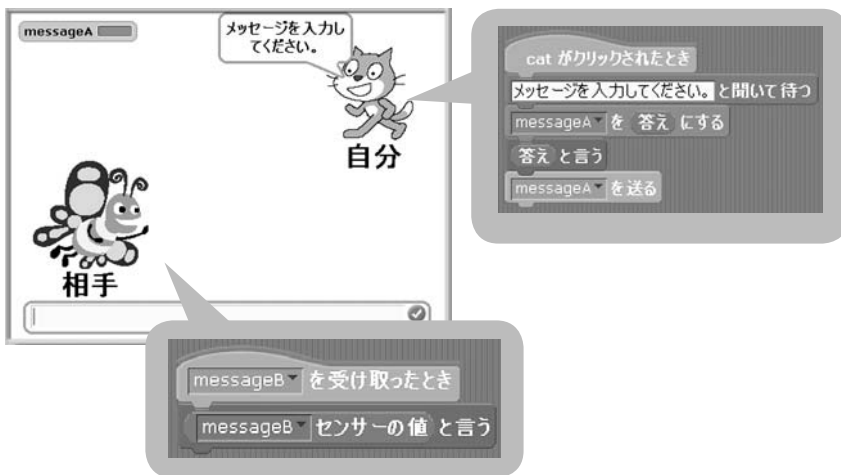 messageA
メッセージを入力し
てください。
自分
相手
cat がクリックされたとき
メッセージを入力してください。 と聞いて待つ
messageA を 答え にする
答え と言う
messageA を送る
messageB を受け取ったとき
messageB センサーの値 と言う